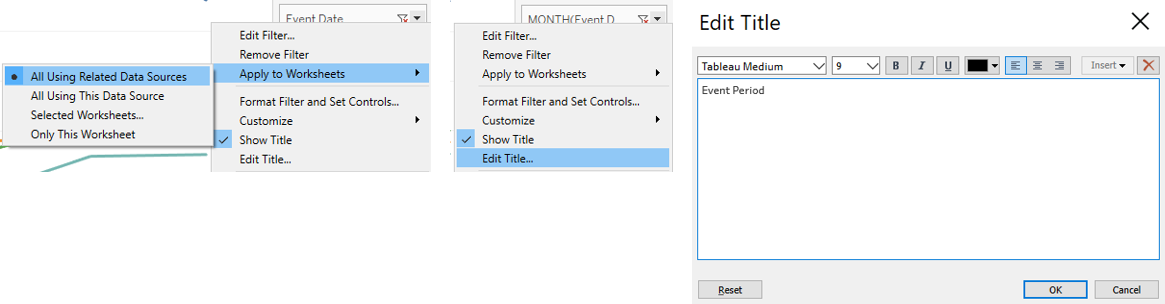 Event Date
Edit Filter...
Remove Filter
Apply to Worksheets
Format Filter and Set Controls...
Customize
Show Title
Edit Title...
All Using Related Data Sources
All Using This Data Source
Selected Worksheets...
Only This Worksheet
MONTH(Event D...
Edit Filter...
Remove Filter
Apply to Worksheets
Format Filter and Set Controls...
Customize
Show Title
Edit Title...
Edit Title
Tableau Medium 9 B I U Insert
Event Period
Reset OK Cancel